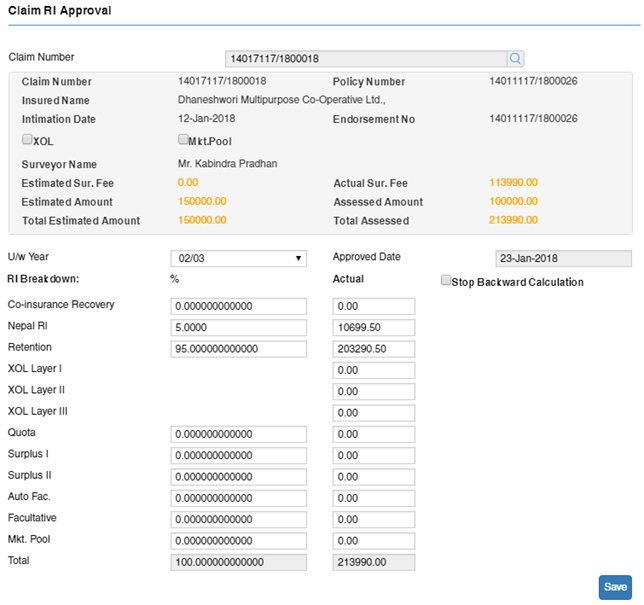 Claim RI Approval
Claim Number 14017117/1800018
Claim Number 14017117/1800018 Policy Number 14011117/1800026
Insured Name Dhaneshwori Multipurpose Co-Operative Ltd.,
Intimation Date 12-Jan-2018 Endorsement No 14011117/1800026
XOL Mkt.Pool
Surveyor Name Mr. Kabindra Pradhan
Estimated Sur. Fee 0.00 Actual Sur. Fee 113990.00
Estimated Amount 150000.00 Assessed Amount 100000.00
Total Estimated Amount 150000.00 Total Assessed 213990.00
U/w Year 02/03 Approved Date 23-Jan-2018
RI Breakdown: % Actual Stop Backward Calculation
Co-insurance Recovery 0.000000000000 0.00
Nepal RI 5.0000 10699.50
Retention 95.000000000000 203290.50
XOL Layer I 0.00
XOL Layer II 0.00
XOL Layer III 0.00
Quota 0.000000000000 0.00
Surplus I 0.000000000000 0.00
Surplus II 0.000000000000 0.00
Auto Fac. 0.000000000000 0.00
Facultative 0.000000000000 0.00
Mkt. Pool 0.000000000000 0.00
Total 100.000000000000 213990.00
Save